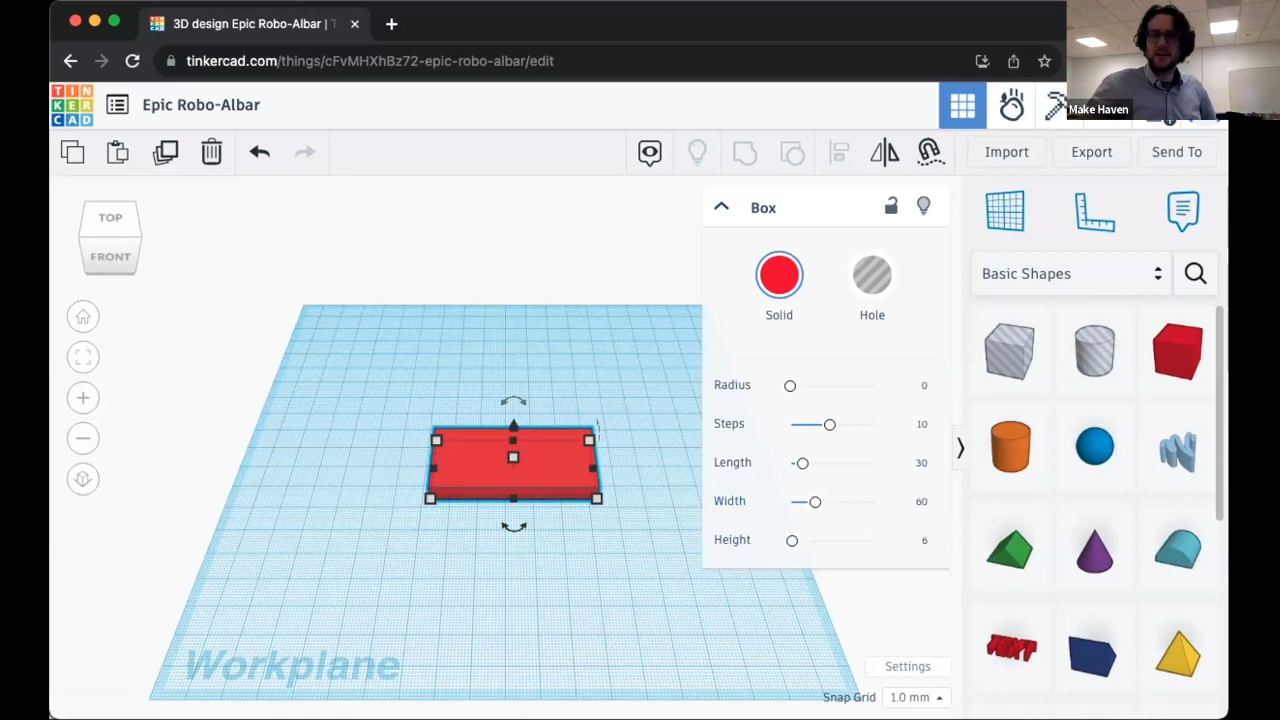 3D design Epic Robo-Albar | T
tinkercad.com/things/cFvMHXhBz72-epic-robo-albar/edit
Make Haven
TIN
KER
CAD
Epic Robo-Albar
Import
Export
Send To
TOP
FRONT
Box
Solid
Hole
Radius 0
Steps 10
Length 30
Width 60
Height 6
Basic Shapes
TEXT
Workplane
Settings
Snap Grid 1.0 mm